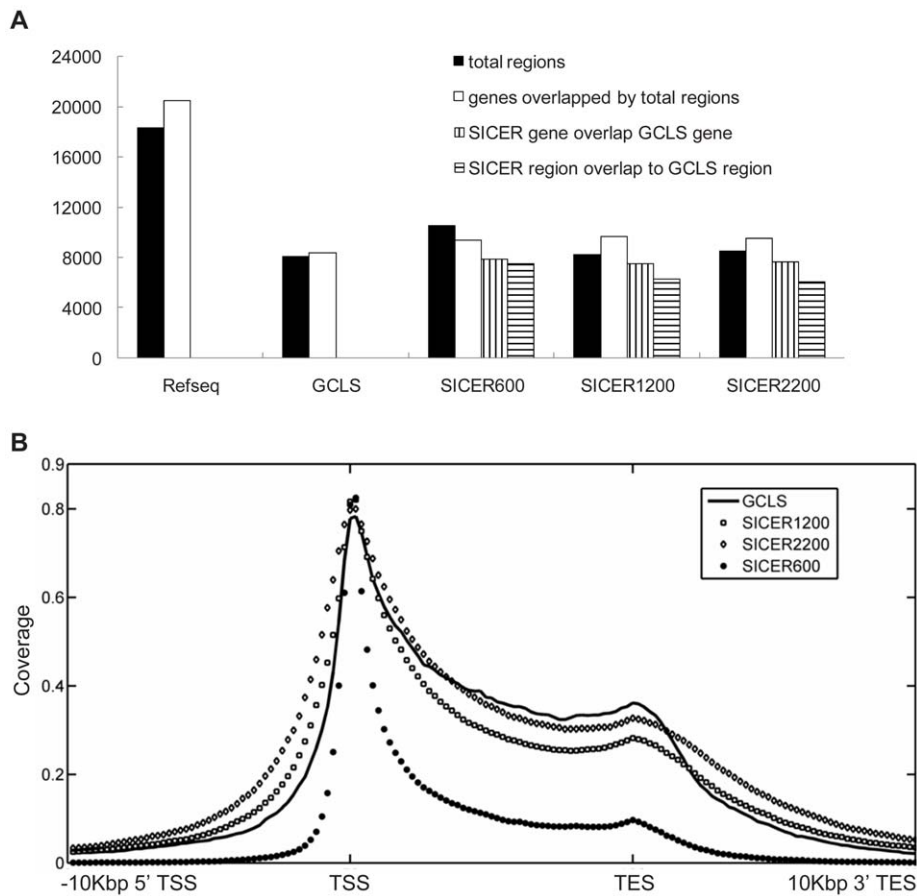 A
24000
20000
16000
12000
8000
4000
0
total regions
genes overlapped by total regions
SICER gene overlap GCLS gene
SICER region overlap to GCLS region
Refseq GCLS SICER600 SICER1200 SICER2200
B
0.9
0.8
0.6
0.4
0.2
0
Coverage
GCLS
SICER1200
SICER2200
SICER600
-10Kbp 5' TSS TSS TES 10Kbp 3' TES